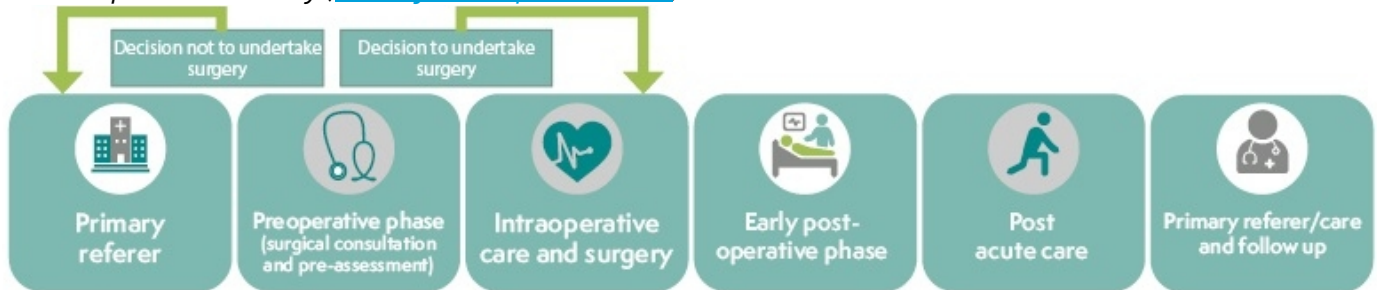 Decision not to undertake
surgery
Decision to undertake
surgery
Primary
referer
Preoperative phase
(surgical consultation
and pre-assessment)
Intraoperative
care and surgery
Early post-
operative phase
Post
acute care
Primary referer/care
and follow up